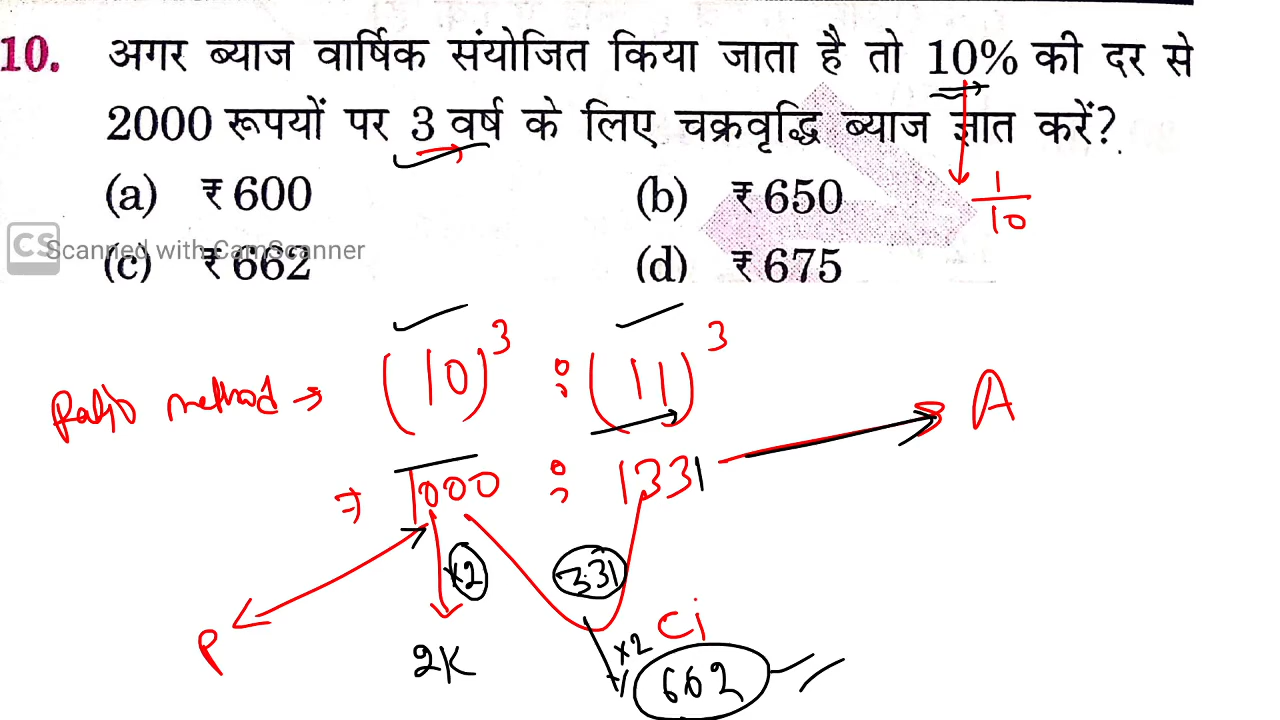 10. अगर ब्याज वार्षिक संयोजित किया जाता है तो 10% की दर से
2000 रूपयों पर 3 वर्ष के लिए चक्रवृद्धि ब्याज ज्ञात करें?
1/10
(a) ₹ 600 (b) ₹ 650
CS Scanned with CamScanner
(c) ₹ 662 (d) ₹ 675
Ratio method → (10)³ : (11)³
A
⇒ 1000 : 1331
×2 331
P 2K ×2 Ci
662